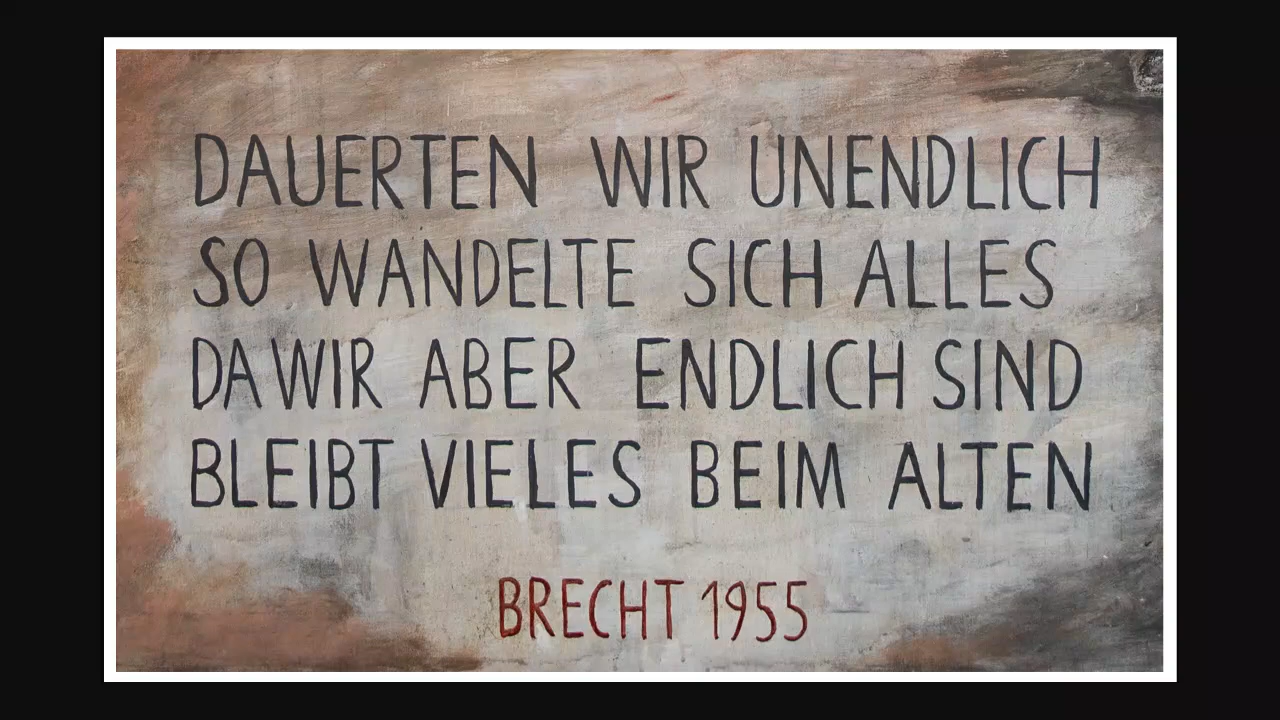 DAUERTEN WIR UNENDLICH
SO WANDELTE SICH ALLES
DA WIR ABER ENDLICH SIND
BLEIBT VIELES BEIM ALTEN
BRECHT 1955